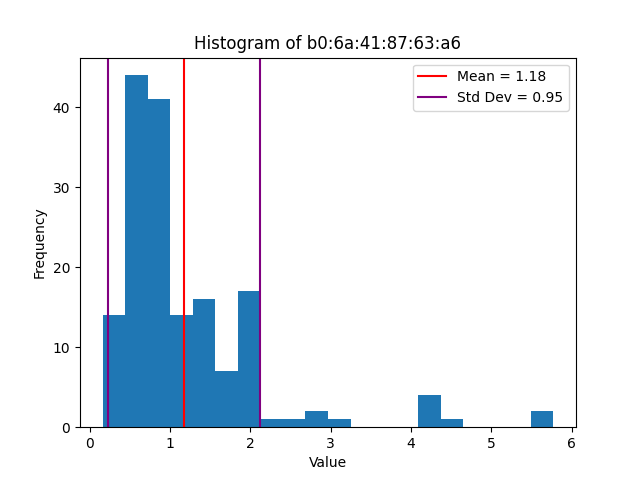 Histogram of b0:6a:41:87:63:a6
Mean = 1.18
Std Dev = 0.95
Frequency
40
30
20
10
0
0 1 2 3 4 5 6
Value